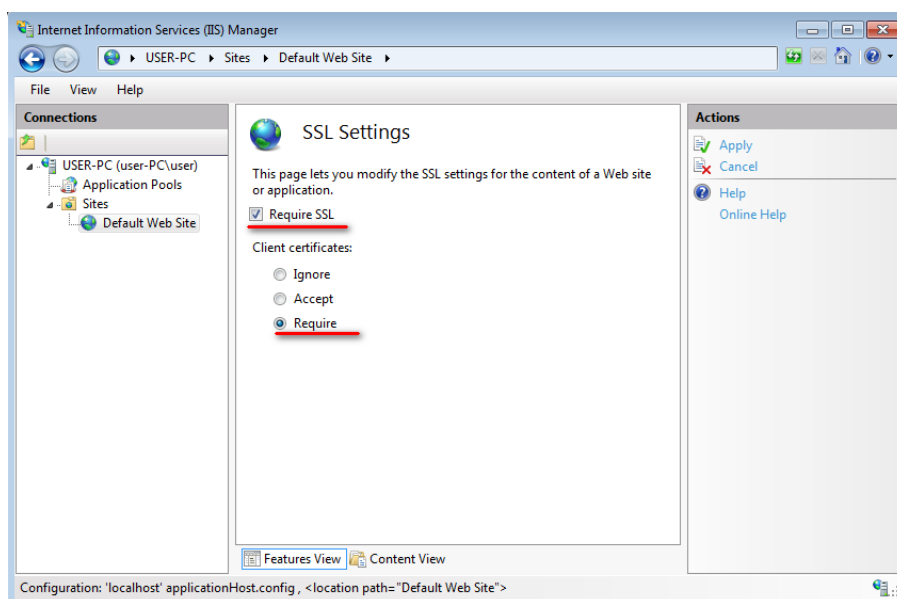 Internet Information Services (IIS) Manager
USER-PC Sites Default Web Site
File View Help
Connections
USER-PC (user-PC\user)
Application Pools
Sites
Default Web Site
SSL Settings
This page lets you modify the SSL settings for the content of a Web site
or application.
Require SSL
Client certificates:
Ignore
Accept
Require
Features View Content View
Actions
Apply
Cancel
Help
Online Help
Configuration: 'localhost' applicationHost.config , <location path="Default Web Site">